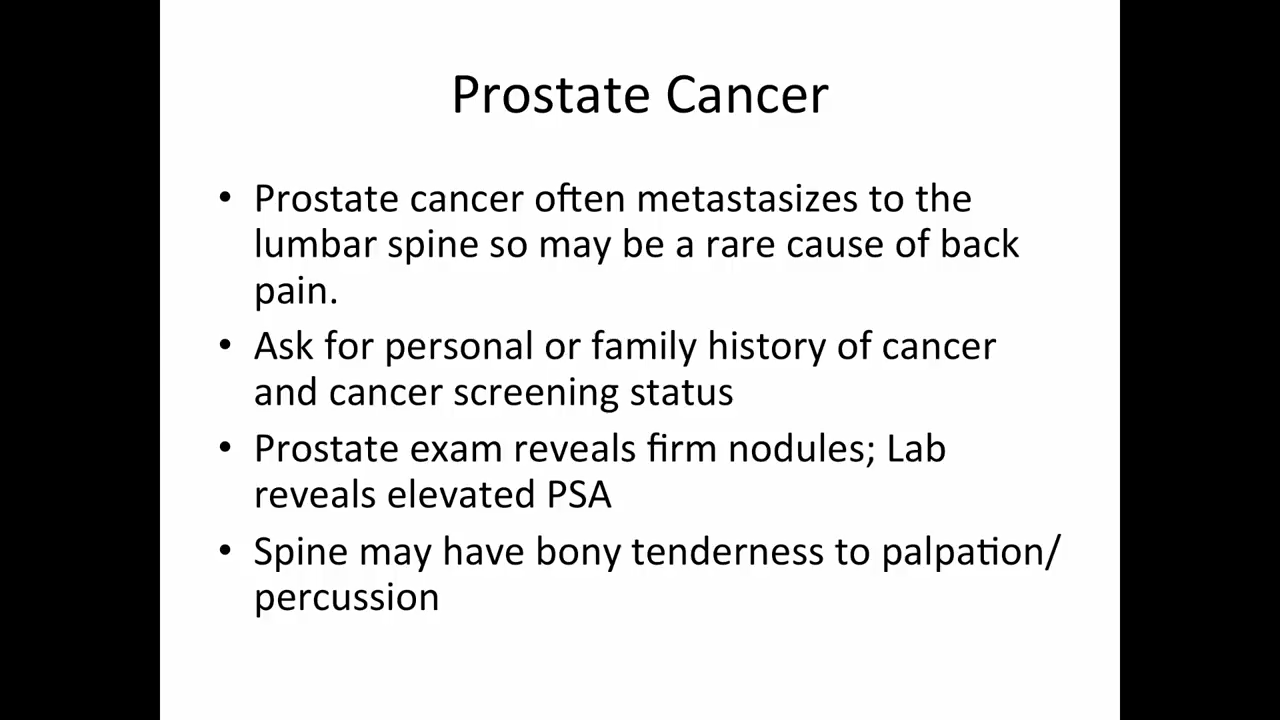 Prostate Cancer
• Prostate cancer often metastasizes to the
lumbar spine so may be a rare cause of back
pain.
• Ask for personal or family history of cancer
and cancer screening status
• Prostate exam reveals firm nodules; Lab
reveals elevated PSA
• Spine may have bony tenderness to palpation/
percussion